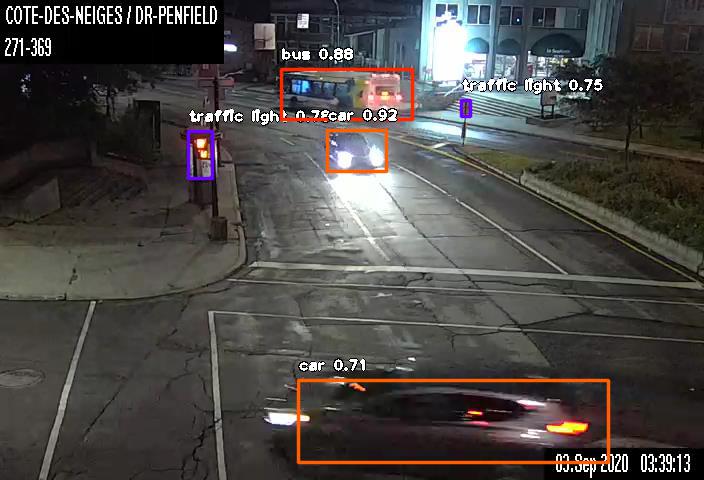 COTE-DES-NEIGES / DR-PENFIELD
271-369
bus 0.88
traffic light 0.75
traffic light 0.78
car 0.92
car 0.71
03.Sep 2020 03:39:13